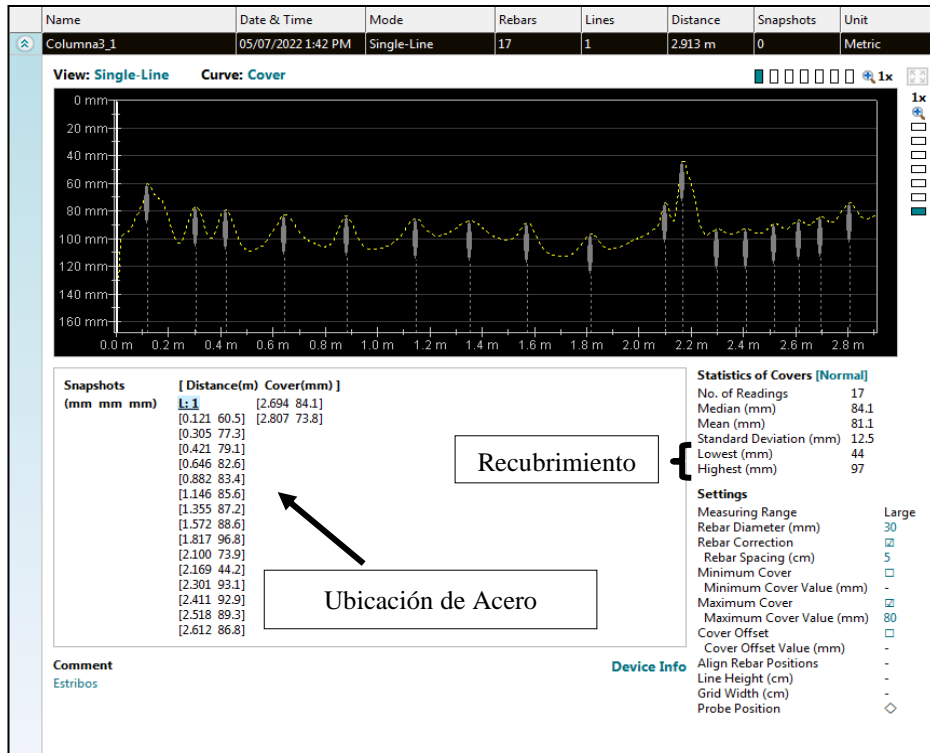 Name Date & Time Mode Rebars Lines Distance Snapshots Unit
Columna3_1 05/07/2022 1:42 PM Single-Line 17 1 2.913 m 0 Metric
View: Single-Line Curve: Cover 1x
1x
0 mm
20 mm
40 mm
60 mm
80 mm
100 mm
120 mm
140 mm
160 mm
0.0 m 0.2 m 0.4 m 0.6 m 0.8 m 1.0 m 1.2 m 1.4 m 1.6 m 1.8 m 2.0 m 2.2 m 2.4 m 2.6 m 2.8 m
Snapshots [ Distance(m) Cover(mm) ]
(mm mm mm) L: 1 [2.694 84.1]
[0.121 60.5] [2.807 73.8]
[0.305 77.3]
[0.421 79.1]
[0.646 82.6]
[0.882 83.4]
[1.146 85.6]
[1.355 87.2]
[1.572 88.6]
[1.817 96.8]
[2.100 73.9]
[2.169 44.2]
[2.301 93.1]
[2.411 92.9]
[2.518 89.3]
[2.612 86.8]
Recubrimiento
Ubicación de Acero
Statistics of Covers [Normal]
No. of Readings 17
Median (mm) 84.1
Mean (mm) 81.1
Standard Deviation (mm) 12.5
Lowest (mm) 44
Highest (mm) 97
Settings
Measuring Range Large
Rebar Diameter (mm) 30
Rebar Correction ☑
Rebar Spacing (cm) 5
Minimum Cover ☐
Minimum Cover Value (mm) -
Maximum Cover ☑
Maximum Cover Value (mm) 80
Cover Offset ☐
Cover Offset Value (mm) -
Align Rebar Positions -
Line Height (cm) -
Grid Width (cm) -
Probe Position ◇
Comment Device Info
Estribos